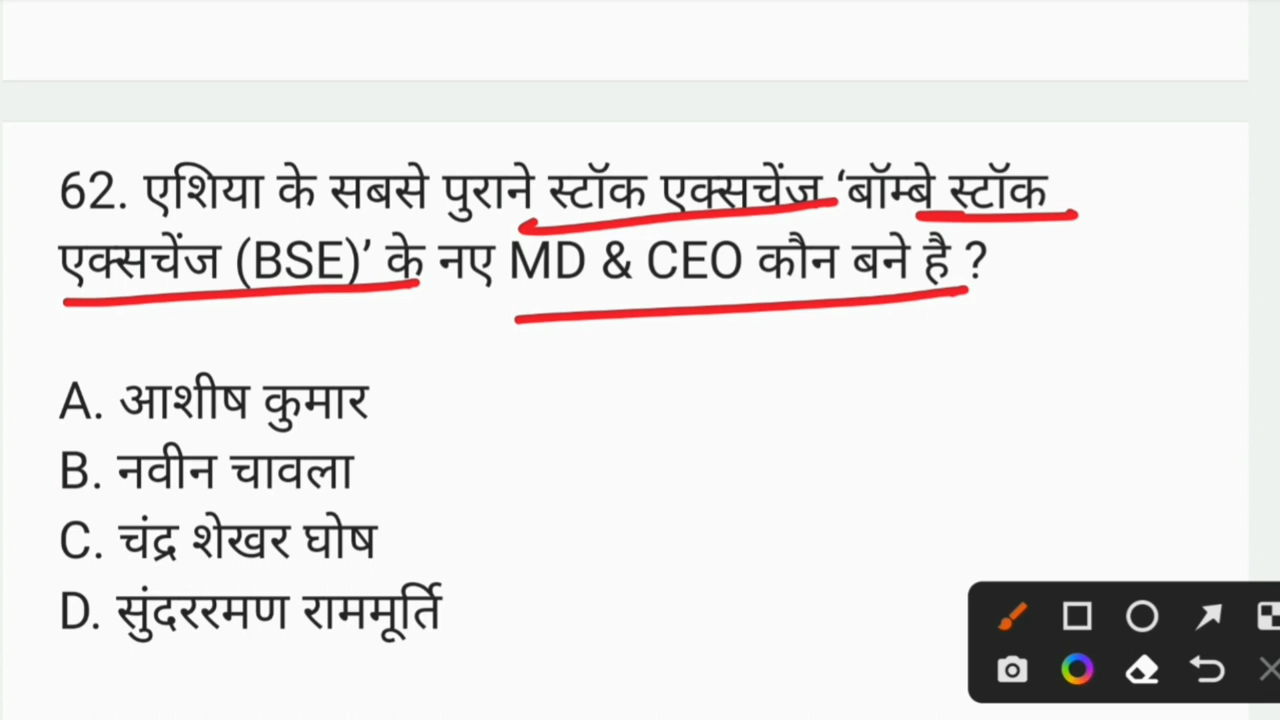 62. एशिया के सबसे पुराने स्टॉक एक्सचेंज ‘बॉम्बे स्टॉक
एक्सचेंज (BSE)’ के नए MD & CEO कौन बने है ?
A. आशीष कुमार
B. नवीन चावला
C. चंद्र शेखर घोष
D. सुंदररमण राममूर्ति